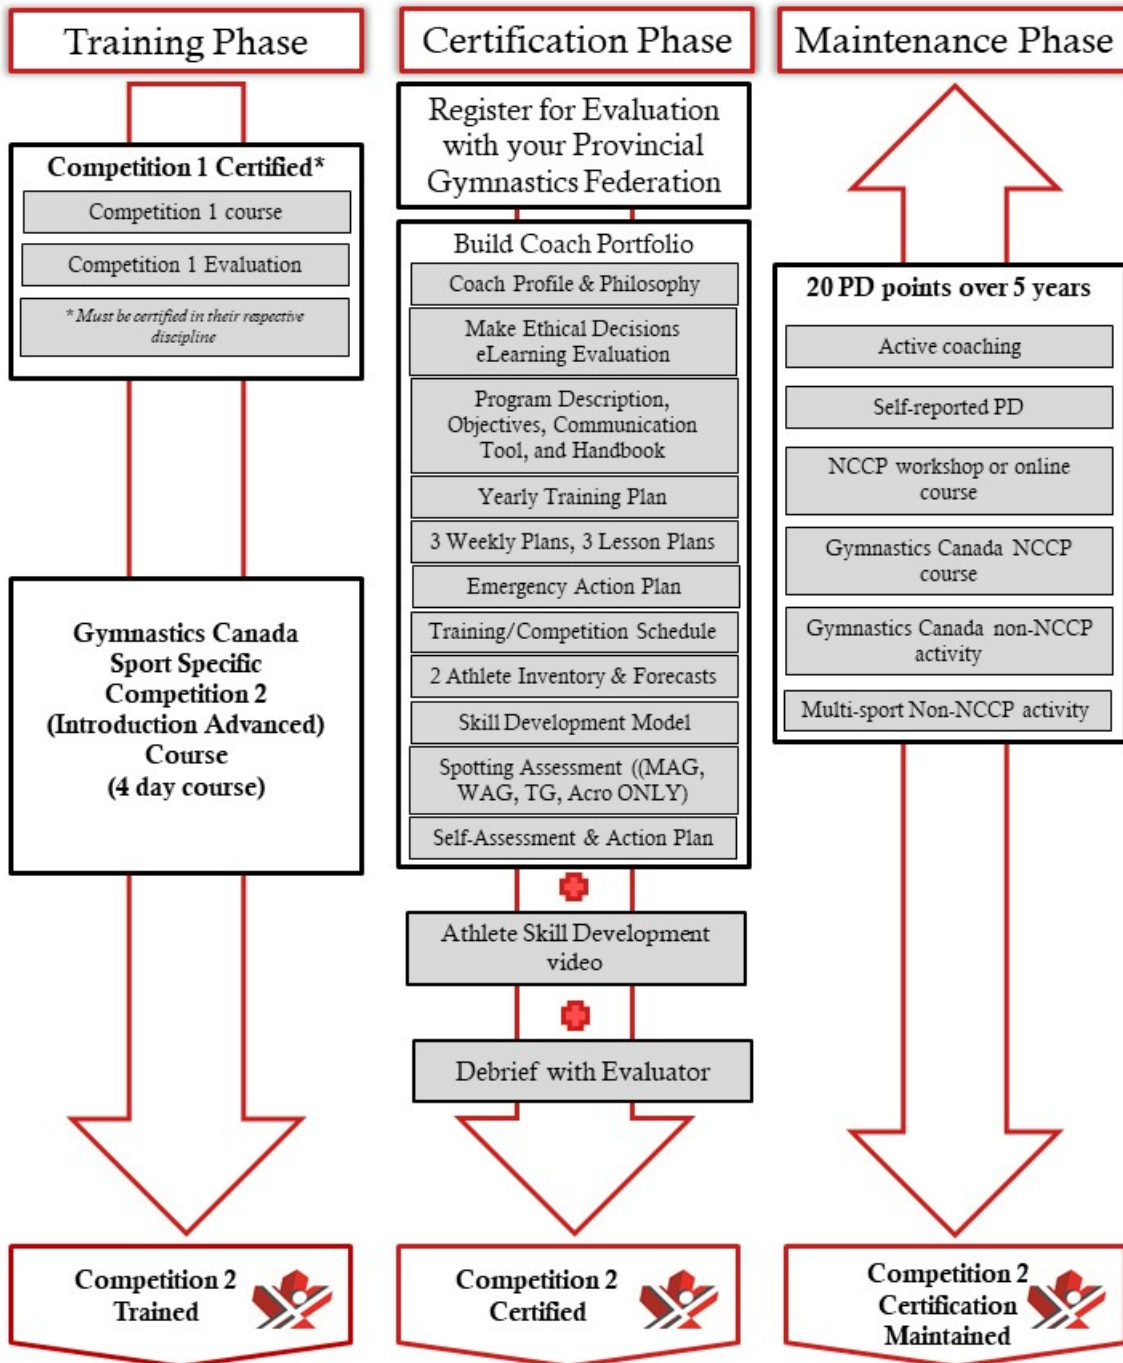 Training Phase
Competition 1 Certified*
Competition 1 course
Competition 1 Evaluation
* Must be certified in their respective
discipline
Gymnastics Canada
Sport Specific
Competition 2
(Introduction Advanced)
Course
(4 day course)
Competition 2
Trained
Certification Phase
Register for Evaluation
with your Provincial
Gymnastics Federation
Build Coach Portfolio
Coach Profile & Philosophy
Make Ethical Decisions
eLearning Evaluation
Program Description,
Objectives, Communication
Tool, and Handbook
Yearly Training Plan
3 Weekly Plans, 3 Lesson Plans
Emergency Action Plan
Training/Competition Schedule
2 Athlete Inventory & Forecasts
Skill Development Model
Spotting Assessment ((MAG,
WAG, TG, Acro ONLY)
Self-Assessment & Action Plan
Athlete Skill Development
video
Debrief with Evaluator
Competition 2
Certified
Maintenance Phase
20 PD points over 5 years
Active coaching
Self-reported PD
NCCP workshop or online
course
Gymnastics Canada NCCP
course
Gymnastics Canada non-NCCP
activity
Multi-sport Non-NCCP activity
Competition 2
Certification
Maintained